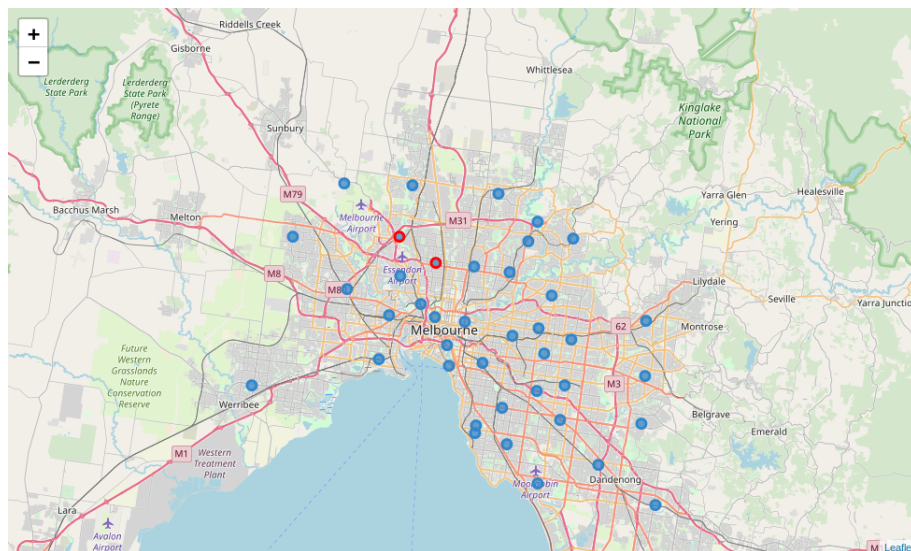 Riddells Creek
+
Gisborne
−
Whittlesea
Lerderderg
State Park
Lerderderg
State Park
(Pyrete
Range)
Kinglake
National
Park
Sunbury
M79
Yarra Glen
Healesville
Bacchus Marsh
Melton
Melbourne
Airport
M31
Yering
Essendon
Airport
M8
M8
Lilydale
Seville
Yarra Junctio
Melbourne
62
Montrose
Future
Western
Grasslands
Nature
Conservation
Reserve
M3
Werribee
Belgrave
Emerald
M1
Western
Treatment
Plant
Moorabbin
Airport
Dandenong
Lara
Avalon
Airport
M
Leafle